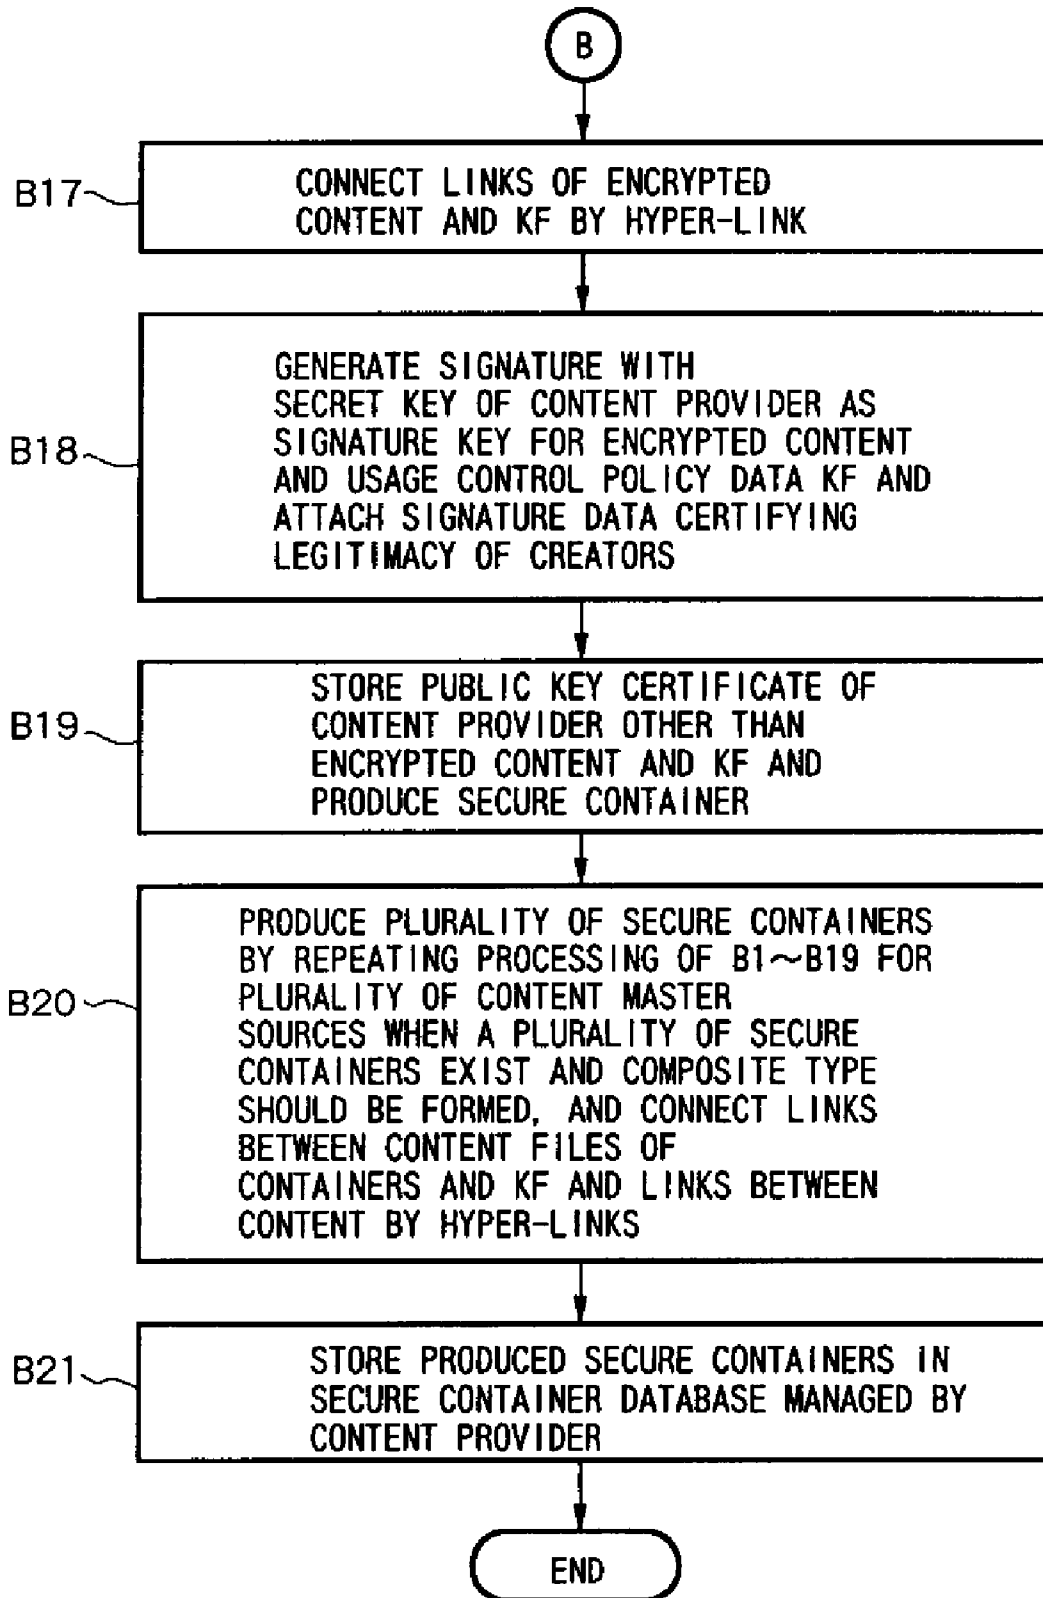 B
B17
CONNECT LINKS OF ENCRYPTED
CONTENT AND KF BY HYPER-LINK
B18
GENERATE SIGNATURE WITH
SECRET KEY OF CONTENT PROVIDER AS
SIGNATURE KEY FOR ENCRYPTED CONTENT
AND USAGE CONTROL POLICY DATA KF AND
ATTACH SIGNATURE DATA CERTIFYING
LEGITIMACY OF CREATORS
B19
STORE PUBLIC KEY CERTIFICATE OF
CONTENT PROVIDER OTHER THAN
ENCRYPTED CONTENT AND KF AND
PRODUCE SECURE CONTAINER
B20
PRODUCE PLURALITY OF SECURE CONTAINERS
BY REPEATING PROCESSING OF B1~B19 FOR
PLURALITY OF CONTENT MASTER
SOURCES WHEN A PLURALITY OF SECURE
CONTAINERS EXIST AND COMPOSITE TYPE
SHOULD BE FORMED, AND CONNECT LINKS
BETWEEN CONTENT FILES OF
CONTAINERS AND KF AND LINKS BETWEEN
CONTENT BY HYPER-LINKS
B21
STORE PRODUCED SECURE CONTAINERS IN
SECURE CONTAINER DATABASE MANAGED BY
CONTENT PROVIDER
END